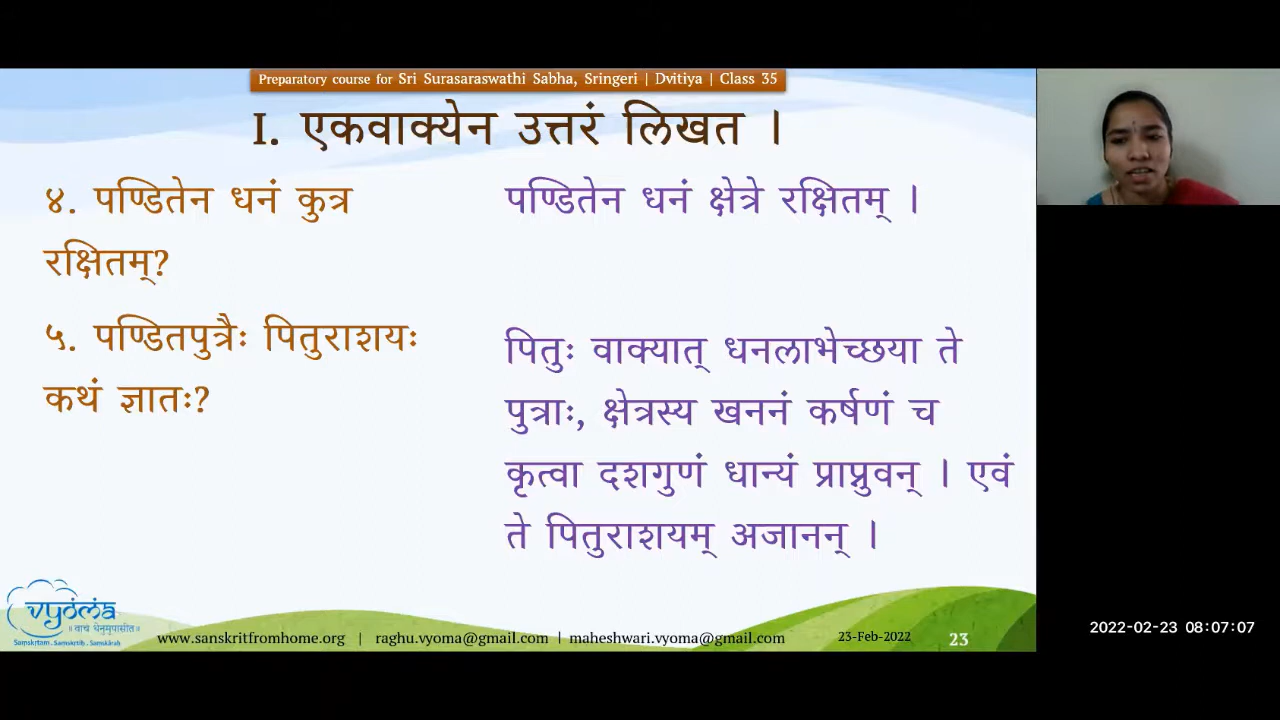 Preparatory course for Sri Surasaraswathi Sabha, Sringeri | Dvitiya | Class 35
I. एकवाक्येन उत्तरं लिखत ।
४. पण्डितेन धनं कुत्र
रक्षितम्?
पण्डितेन धनं क्षेत्रे रक्षितम् ।
५. पण्डितपुत्रैः पितुराशयः
कथं ज्ञातः?
पितुः वाक्यात् धनलाभेच्छया ते
पुत्राः, क्षेत्रस्य खननं कर्षणं च
कृत्वा दशगुणं धान्यं प्राप्नुवन् । एवं
ते पितुराशयम् अजानन् ।
vyoma
॥ वाचं धेनुमुपासीत ॥
Samskrtam. Samskrtih. Samskārah
www.sanskritfromhome.org | raghu.vyoma@gmail.com | maheshwari.vyoma@gmail.com
23-Feb-2022
23
2022-02-23 08:07:07